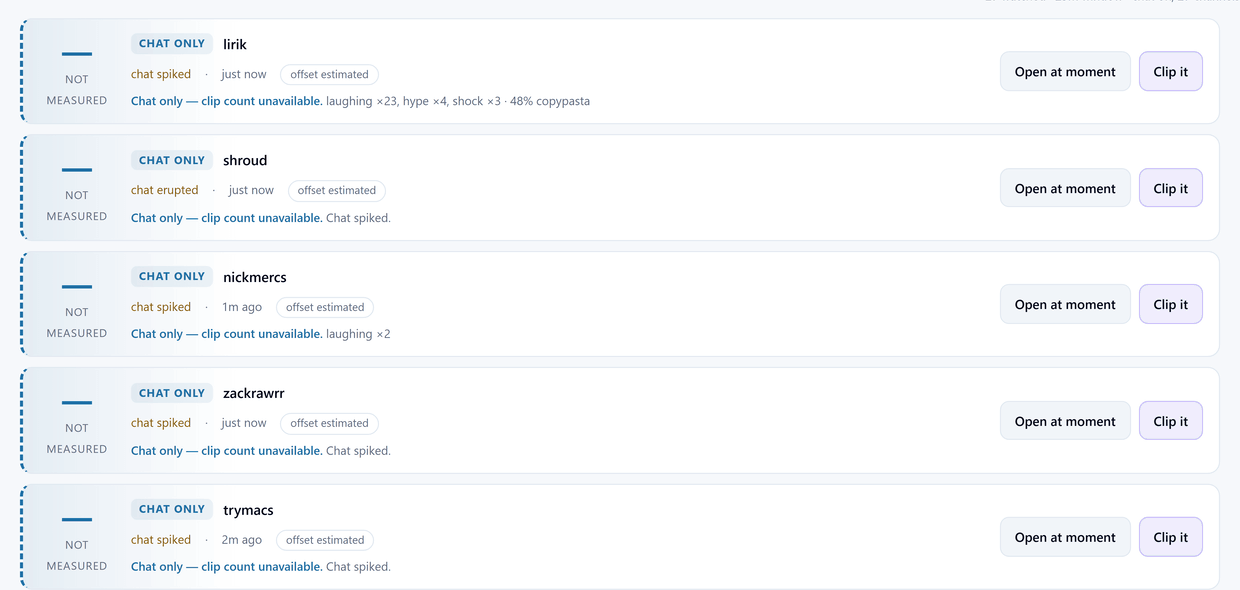 CHAT ONLY lirik
NOT MEASURED
chat spiked · just now offset estimated
Chat only — clip count unavailable. laughing ×23, hype ×4, shock ×3 · 48% copypasta
Open at moment Clip it
CHAT ONLY shroud
NOT MEASURED
chat erupted · just now offset estimated
Chat only — clip count unavailable. Chat spiked.
Open at moment Clip it
CHAT ONLY nickmercs
NOT MEASURED
chat spiked · 1m ago offset estimated
Chat only — clip count unavailable. laughing ×2
Open at moment Clip it
CHAT ONLY zackrawrr
NOT MEASURED
chat spiked · just now offset estimated
Chat only — clip count unavailable. Chat spiked.
Open at moment Clip it
CHAT ONLY trymacs
NOT MEASURED
chat spiked · 2m ago offset estimated
Chat only — clip count unavailable. Chat spiked.
Open at moment Clip it